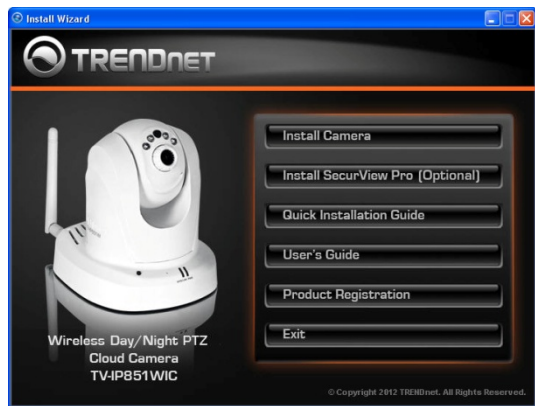 Install Wizard
TRENDNET
Install Camera
Install SecurView Pro (Optional)
Quick Installation Guide
User's Guide
Product Registration
Exit
Wireless Day/Night PTZ
Cloud Camera
TV-IP851WIC
© Copyright 2012 TRENDnet. All Rights Reserved.